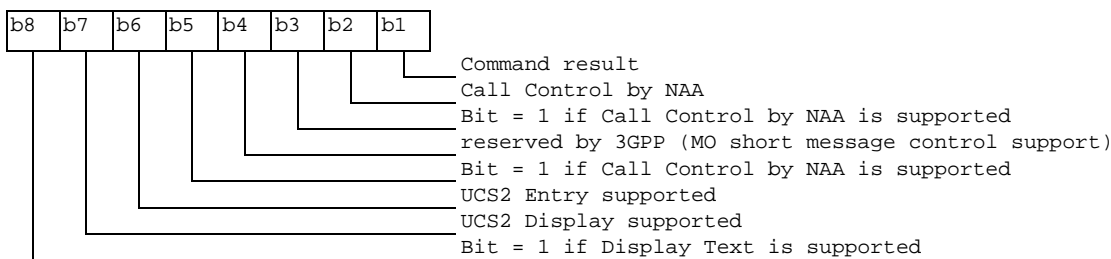 b8 b7 b6 b5 b4 b3 b2 b1
Command result
Call Control by NAA
Bit = 1 if Call Control by NAA is supported
reserved by 3GPP (MO short message control support)
Bit = 1 if Call Control by NAA is supported
UCS2 Entry supported
UCS2 Display supported
Bit = 1 if Display Text is supported